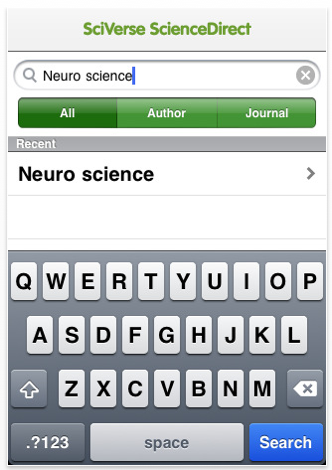 SciVerse ScienceDirect
Neuro science
All Author Journal
Recent
Neuro science
Q W E R T Y U I O P
A S D F G H J K L
Z X C V B N M
.?123 space Search